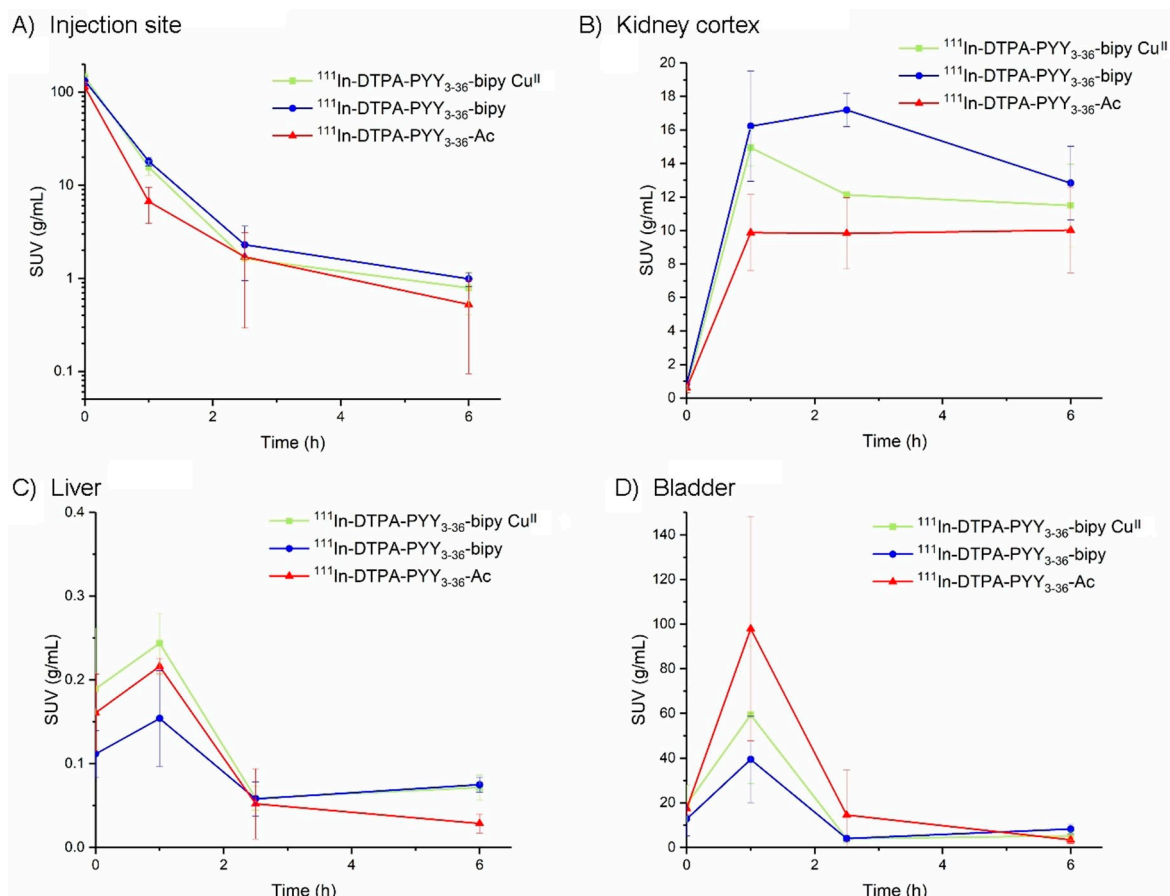 A) Injection site
¹¹¹In-DTPA-PYY₃₋₃₆-bipy Cuᴵᴵ
¹¹¹In-DTPA-PYY₃₋₃₆-bipy
¹¹¹In-DTPA-PYY₃₋₃₆-Ac
100
10
1
0.1
SUV (g/mL)
0 2 4 6
Time (h)
B) Kidney cortex
¹¹¹In-DTPA-PYY₃₋₃₆-bipy Cuᴵᴵ
¹¹¹In-DTPA-PYY₃₋₃₆-bipy
¹¹¹In-DTPA-PYY₃₋₃₆-Ac
20
18
16
14
12
10
8
6
4
2
0
SUV (g/mL)
0 2 4 6
Time (h)
C) Liver
¹¹¹In-DTPA-PYY₃₋₃₆-bipy Cuᴵᴵ
¹¹¹In-DTPA-PYY₃₋₃₆-bipy
¹¹¹In-DTPA-PYY₃₋₃₆-Ac
0.4
0.3
0.2
0.1
0.0
SUV (g/mL)
0 2 4 6
Time (h)
D) Bladder
¹¹¹In-DTPA-PYY₃₋₃₆-bipy Cuᴵᴵ
¹¹¹In-DTPA-PYY₃₋₃₆-bipy
¹¹¹In-DTPA-PYY₃₋₃₆-Ac
140
120
100
80
60
40
20
0
SUV (g/mL)
0 2 4 6
Time (h)